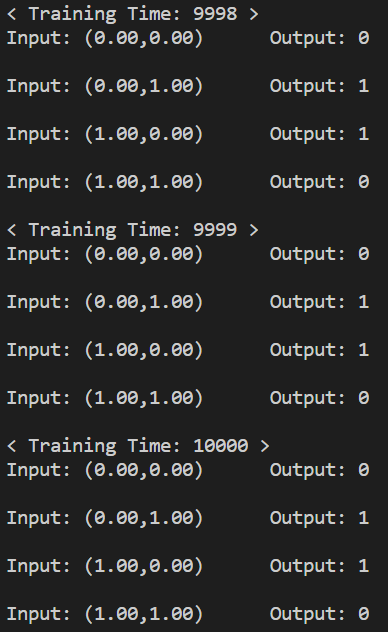 < Training Time: 9998 >
Input: (0.00,0.00)      Output: 0
Input: (0.00,1.00)      Output: 1
Input: (1.00,0.00)      Output: 1
Input: (1.00,1.00)      Output: 0
< Training Time: 9999 >
Input: (0.00,0.00)      Output: 0
Input: (0.00,1.00)      Output: 1
Input: (1.00,0.00)      Output: 1
Input: (1.00,1.00)      Output: 0
< Training Time: 10000 >
Input: (0.00,0.00)      Output: 0
Input: (0.00,1.00)      Output: 1
Input: (1.00,0.00)      Output: 1
Input: (1.00,1.00)      Output: 0